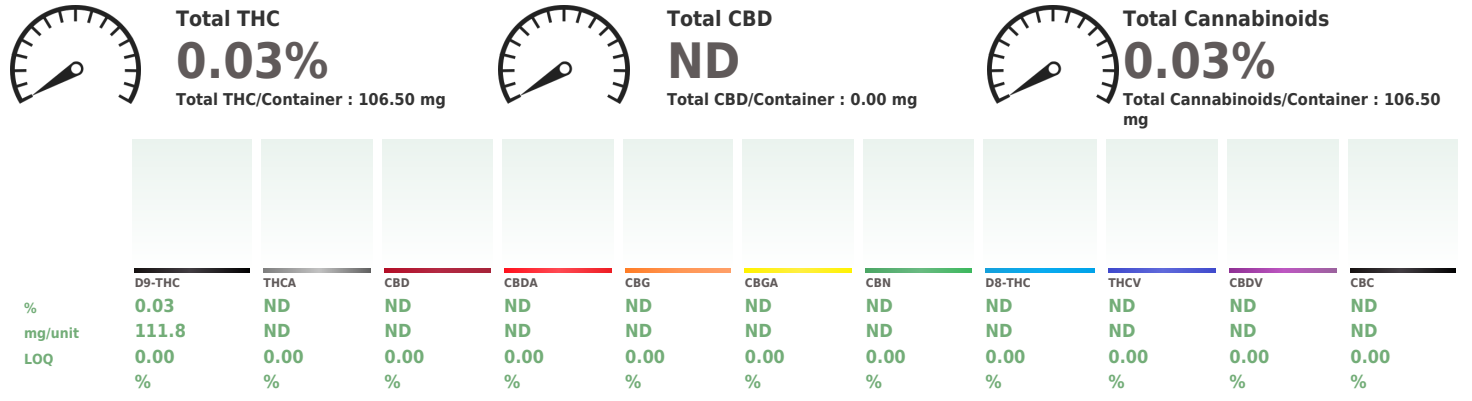 Total THC
0.03%
Total THC/Container : 106.50 mg
Total CBD
ND
Total CBD/Container : 0.00 mg
Total Cannabinoids
0.03%
Total Cannabinoids/Container : 106.50
mg
D9-THC THCA CBD CBDA CBG CBGA CBN D8-THC THCV CBDV CBC
% 0.03 ND ND ND ND ND ND ND ND ND ND
mg/unit 111.8 ND ND ND ND ND ND ND ND ND ND
LOQ 0.00 0.00 0.00 0.00 0.00 0.00 0.00 0.00 0.00 0.00 0.00
% % % % % % % % % % %